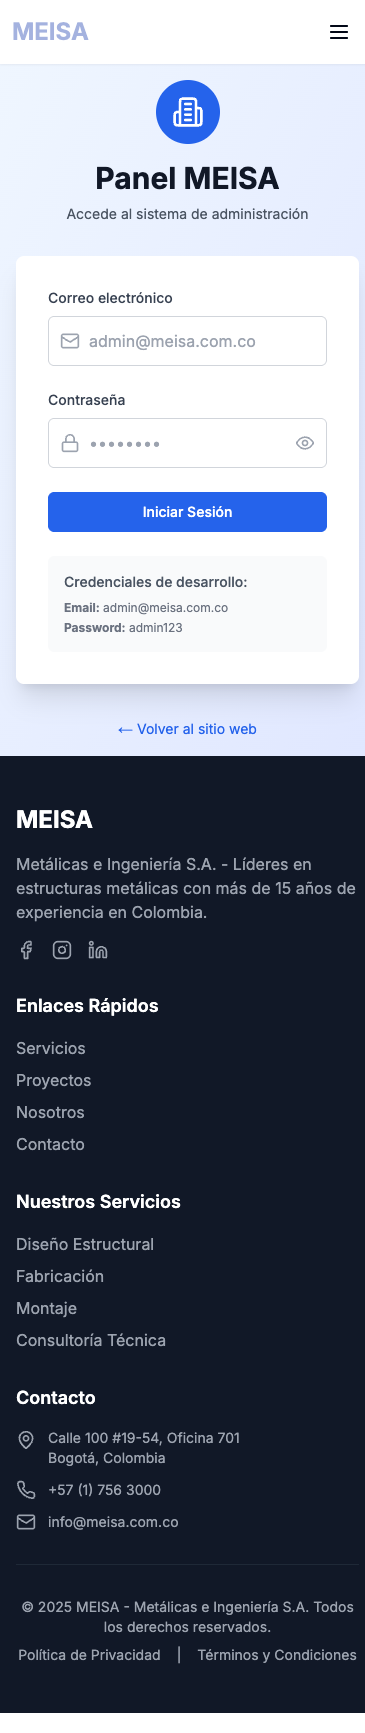 MEISA
Panel MEISA
Accede al sistema de administración
Correo electrónico
admin@meisa.com.co
Contraseña
••••••••
Iniciar Sesión
Credenciales de desarrollo:
Email: admin@meisa.com.co
Password: admin123
← Volver al sitio web
MEISA
Metálicas e Ingeniería S.A. - Líderes en
estructuras metálicas con más de 15 años de
experiencia en Colombia.
Enlaces Rápidos
Servicios
Proyectos
Nosotros
Contacto
Nuestros Servicios
Diseño Estructural
Fabricación
Montaje
Consultoría Técnica
Contacto
Calle 100 #19-54, Oficina 701
Bogotá, Colombia
+57 (1) 756 3000
info@meisa.com.co
© 2025 MEISA - Metálicas e Ingeniería S.A. Todos
los derechos reservados.
Política de Privacidad | Términos y Condiciones